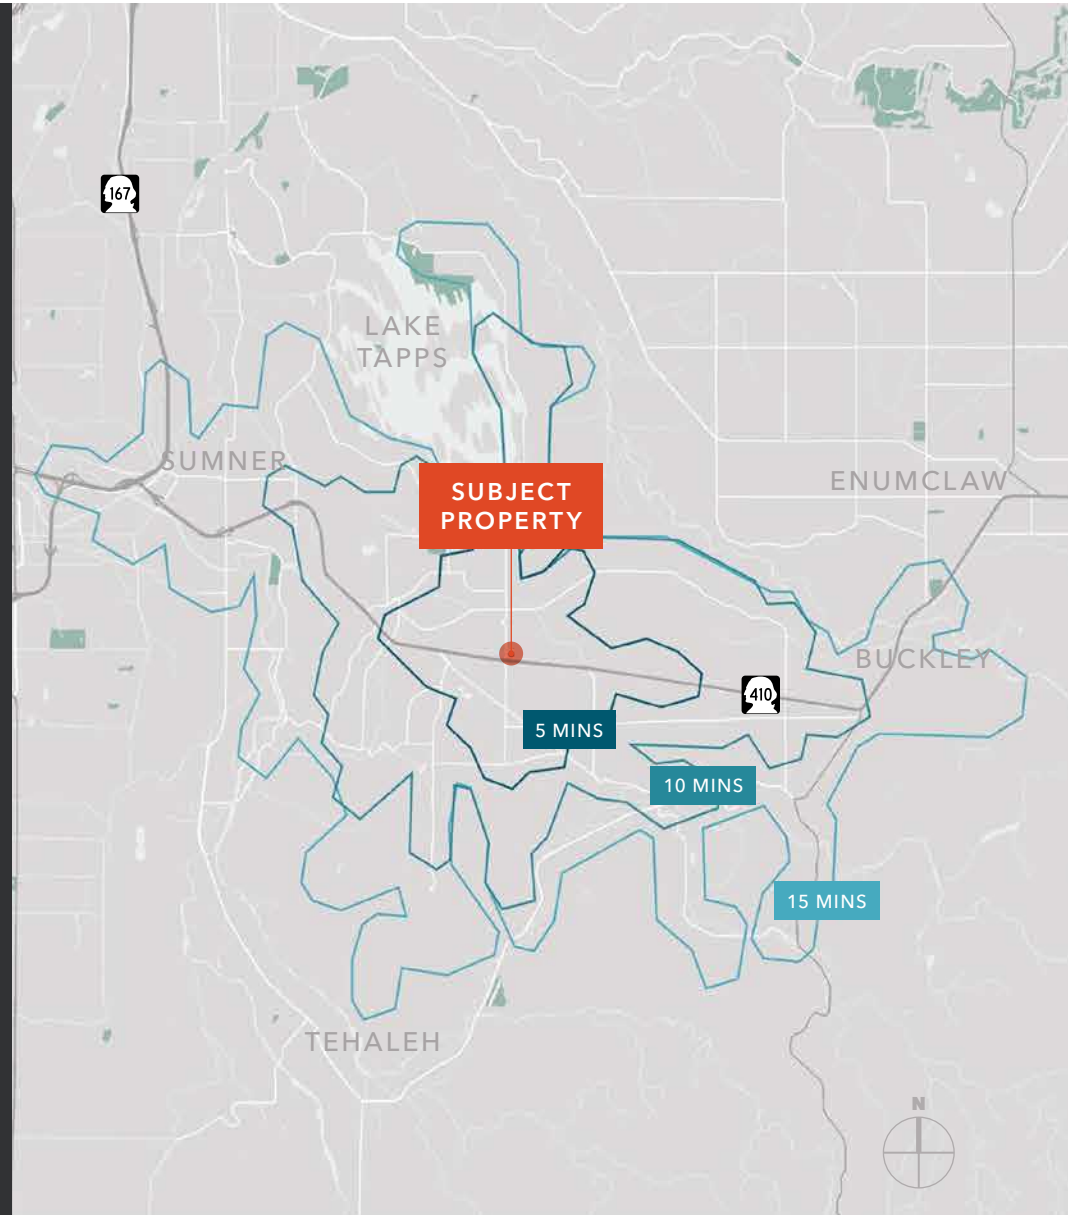 167
LAKE
TAPPS
SUMNER
ENUMCLAW
SUBJECT
PROPERTY
BUCKLEY
410
5 MINS
10 MINS
15 MINS
TEHALEH
N